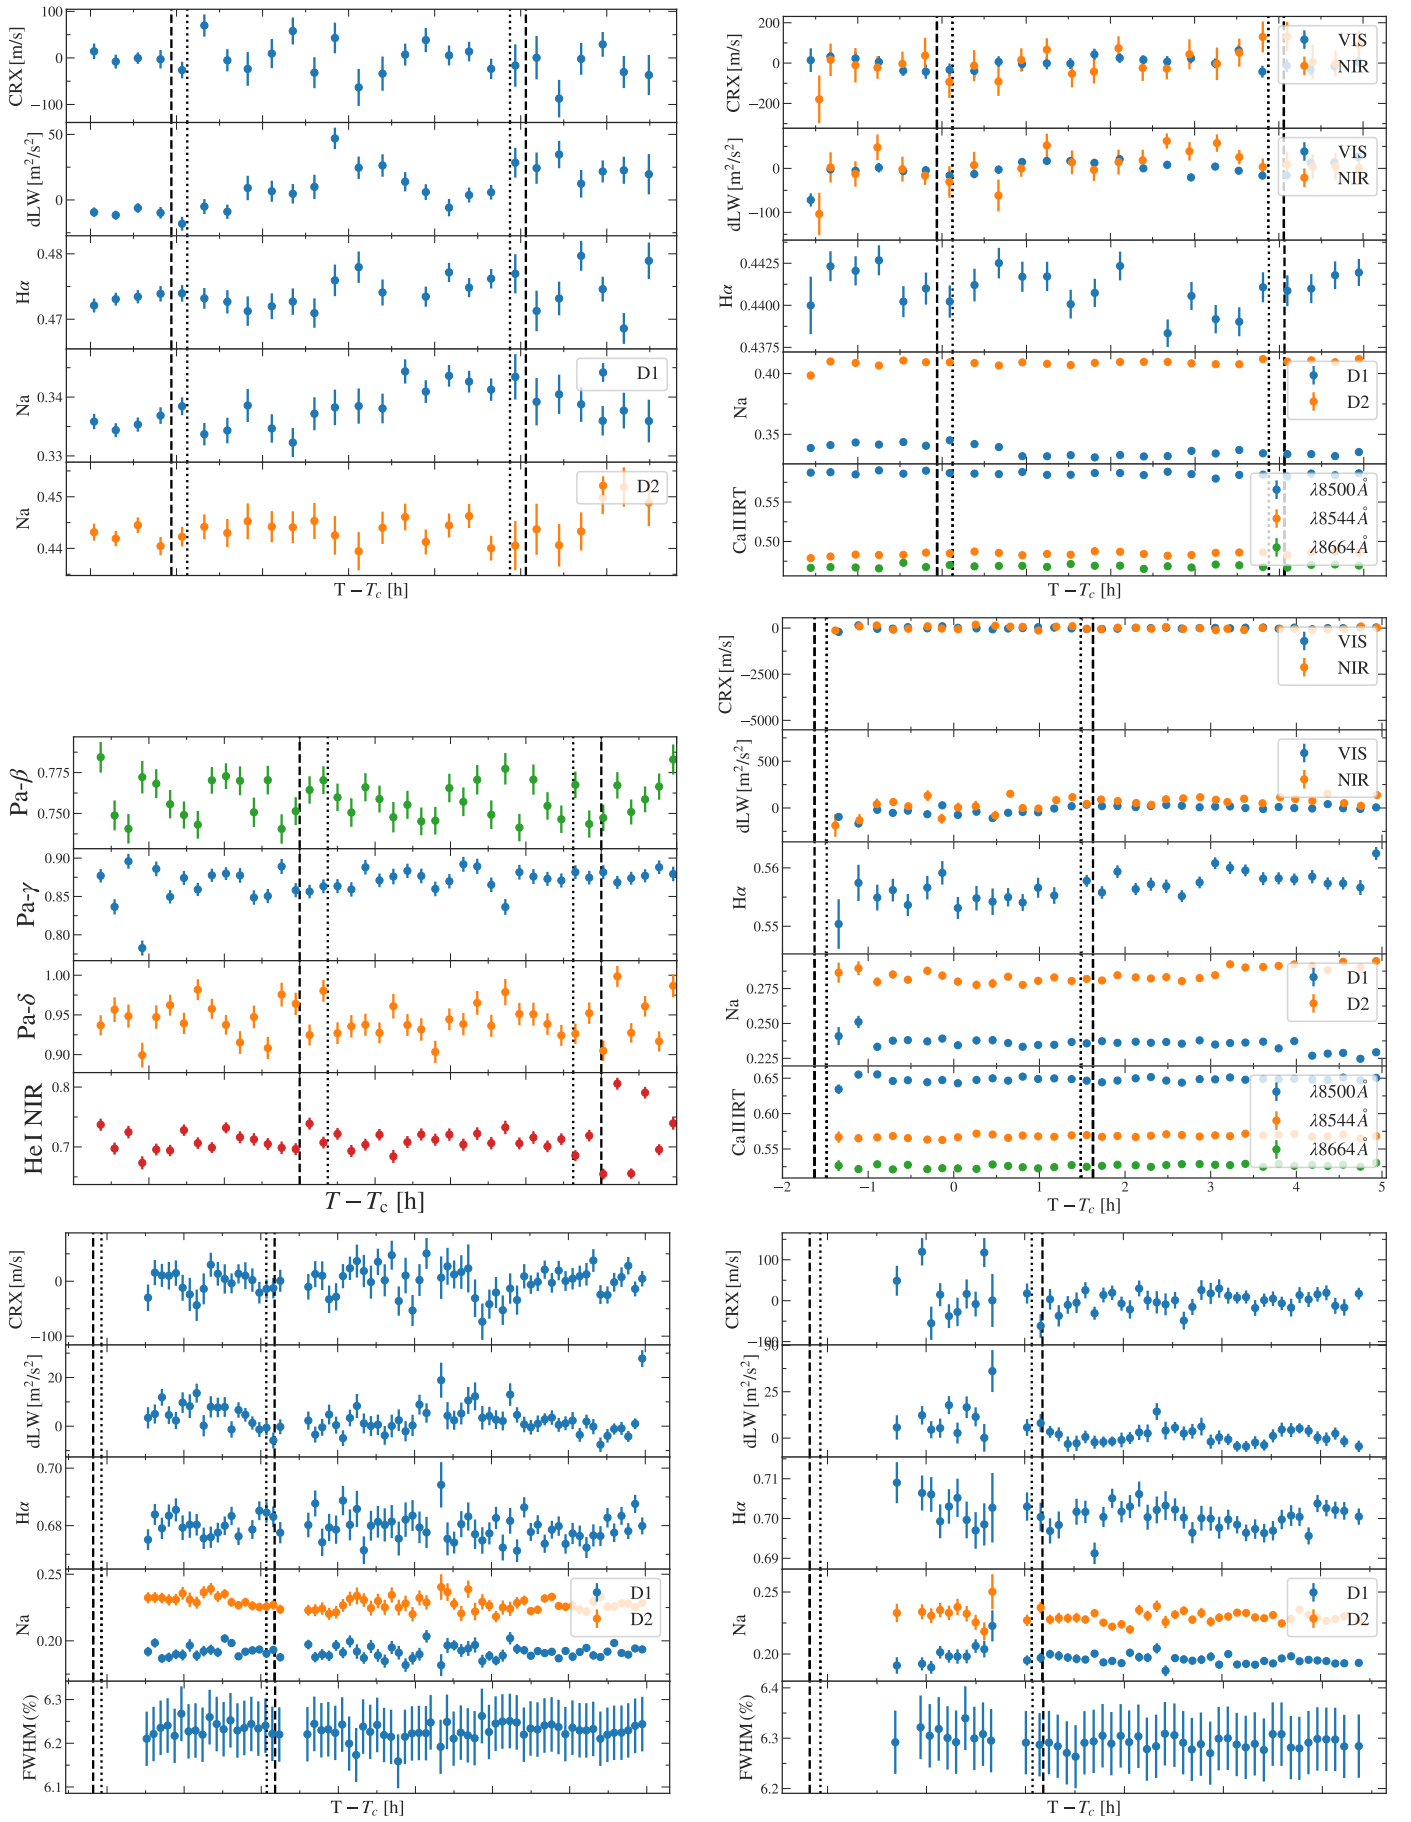 CRX [m/s]
100
0
−100
dLW [m²/s²]
50
0
Hα
0.48
0.47
Na
0.34
0.33
D1
Na
0.45
0.44
D2
T − Tc [h]
CRX [m/s]
200
0
−200
VIS
NIR
dLW [m²/s²]
0
−100
VIS
NIR
Hα
0.4425
0.4400
0.4375
Na
0.40
0.35
D1
D2
Ca II IRT
0.55
0.50
λ8500Å
λ8544Å
λ8664Å
T − Tc [h]
Pa-β
0.775
0.750
Pa-γ
0.90
0.85
0.80
Pa-δ
1.00
0.95
0.90
He I NIR
0.8
0.7
T − Tc [h]
CRX [m/s]
0
−2500
−5000
VIS
NIR
dLW [m²/s²]
500
0
VIS
NIR
Hα
0.56
0.55
Na
0.275
0.250
0.225
D1
D2
Ca II IRT
0.65
0.60
0.55
λ8500Å
λ8544Å
λ8664Å
−2 −1 0 1 2 3 4 5
T − Tc [h]
CRX [m/s]
0
−100
dLW [m²/s²]
20
0
Hα
0.70
0.68
Na
0.25
0.20
D1
D2
FWHM (%)
6.3
6.2
6.1
T − Tc [h]
CRX [m/s]
100
0
−100
dLW [m²/s²]
50
25
0
Hα
0.71
0.70
0.69
Na
0.25
0.20
D1
D2
FWHM (%)
6.4
6.3
6.2
T − Tc [h]